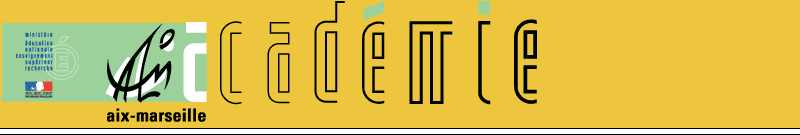 ministère
éducation
nationale
enseignement
supérieur
recherche
académie
aix-marseille